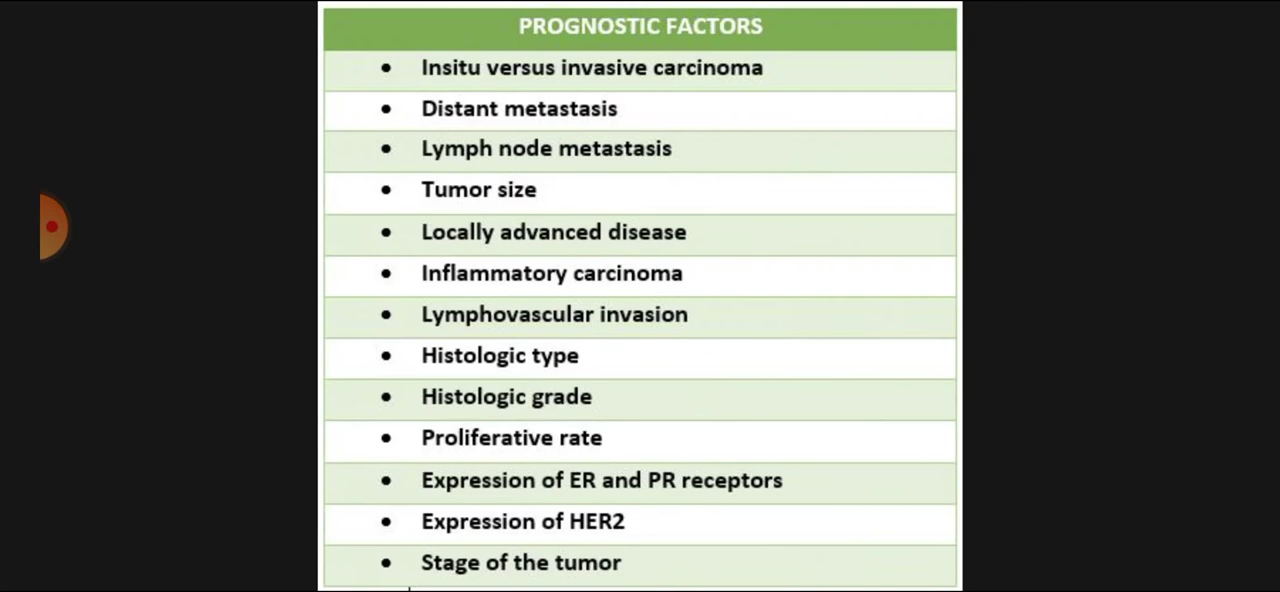 PROGNOSTIC FACTORS
• Insitu versus invasive carcinoma
• Distant metastasis
• Lymph node metastasis
• Tumor size
• Locally advanced disease
• Inflammatory carcinoma
• Lymphovascular invasion
• Histologic type
• Histologic grade
• Proliferative rate
• Expression of ER and PR receptors
• Expression of HER2
• Stage of the tumor